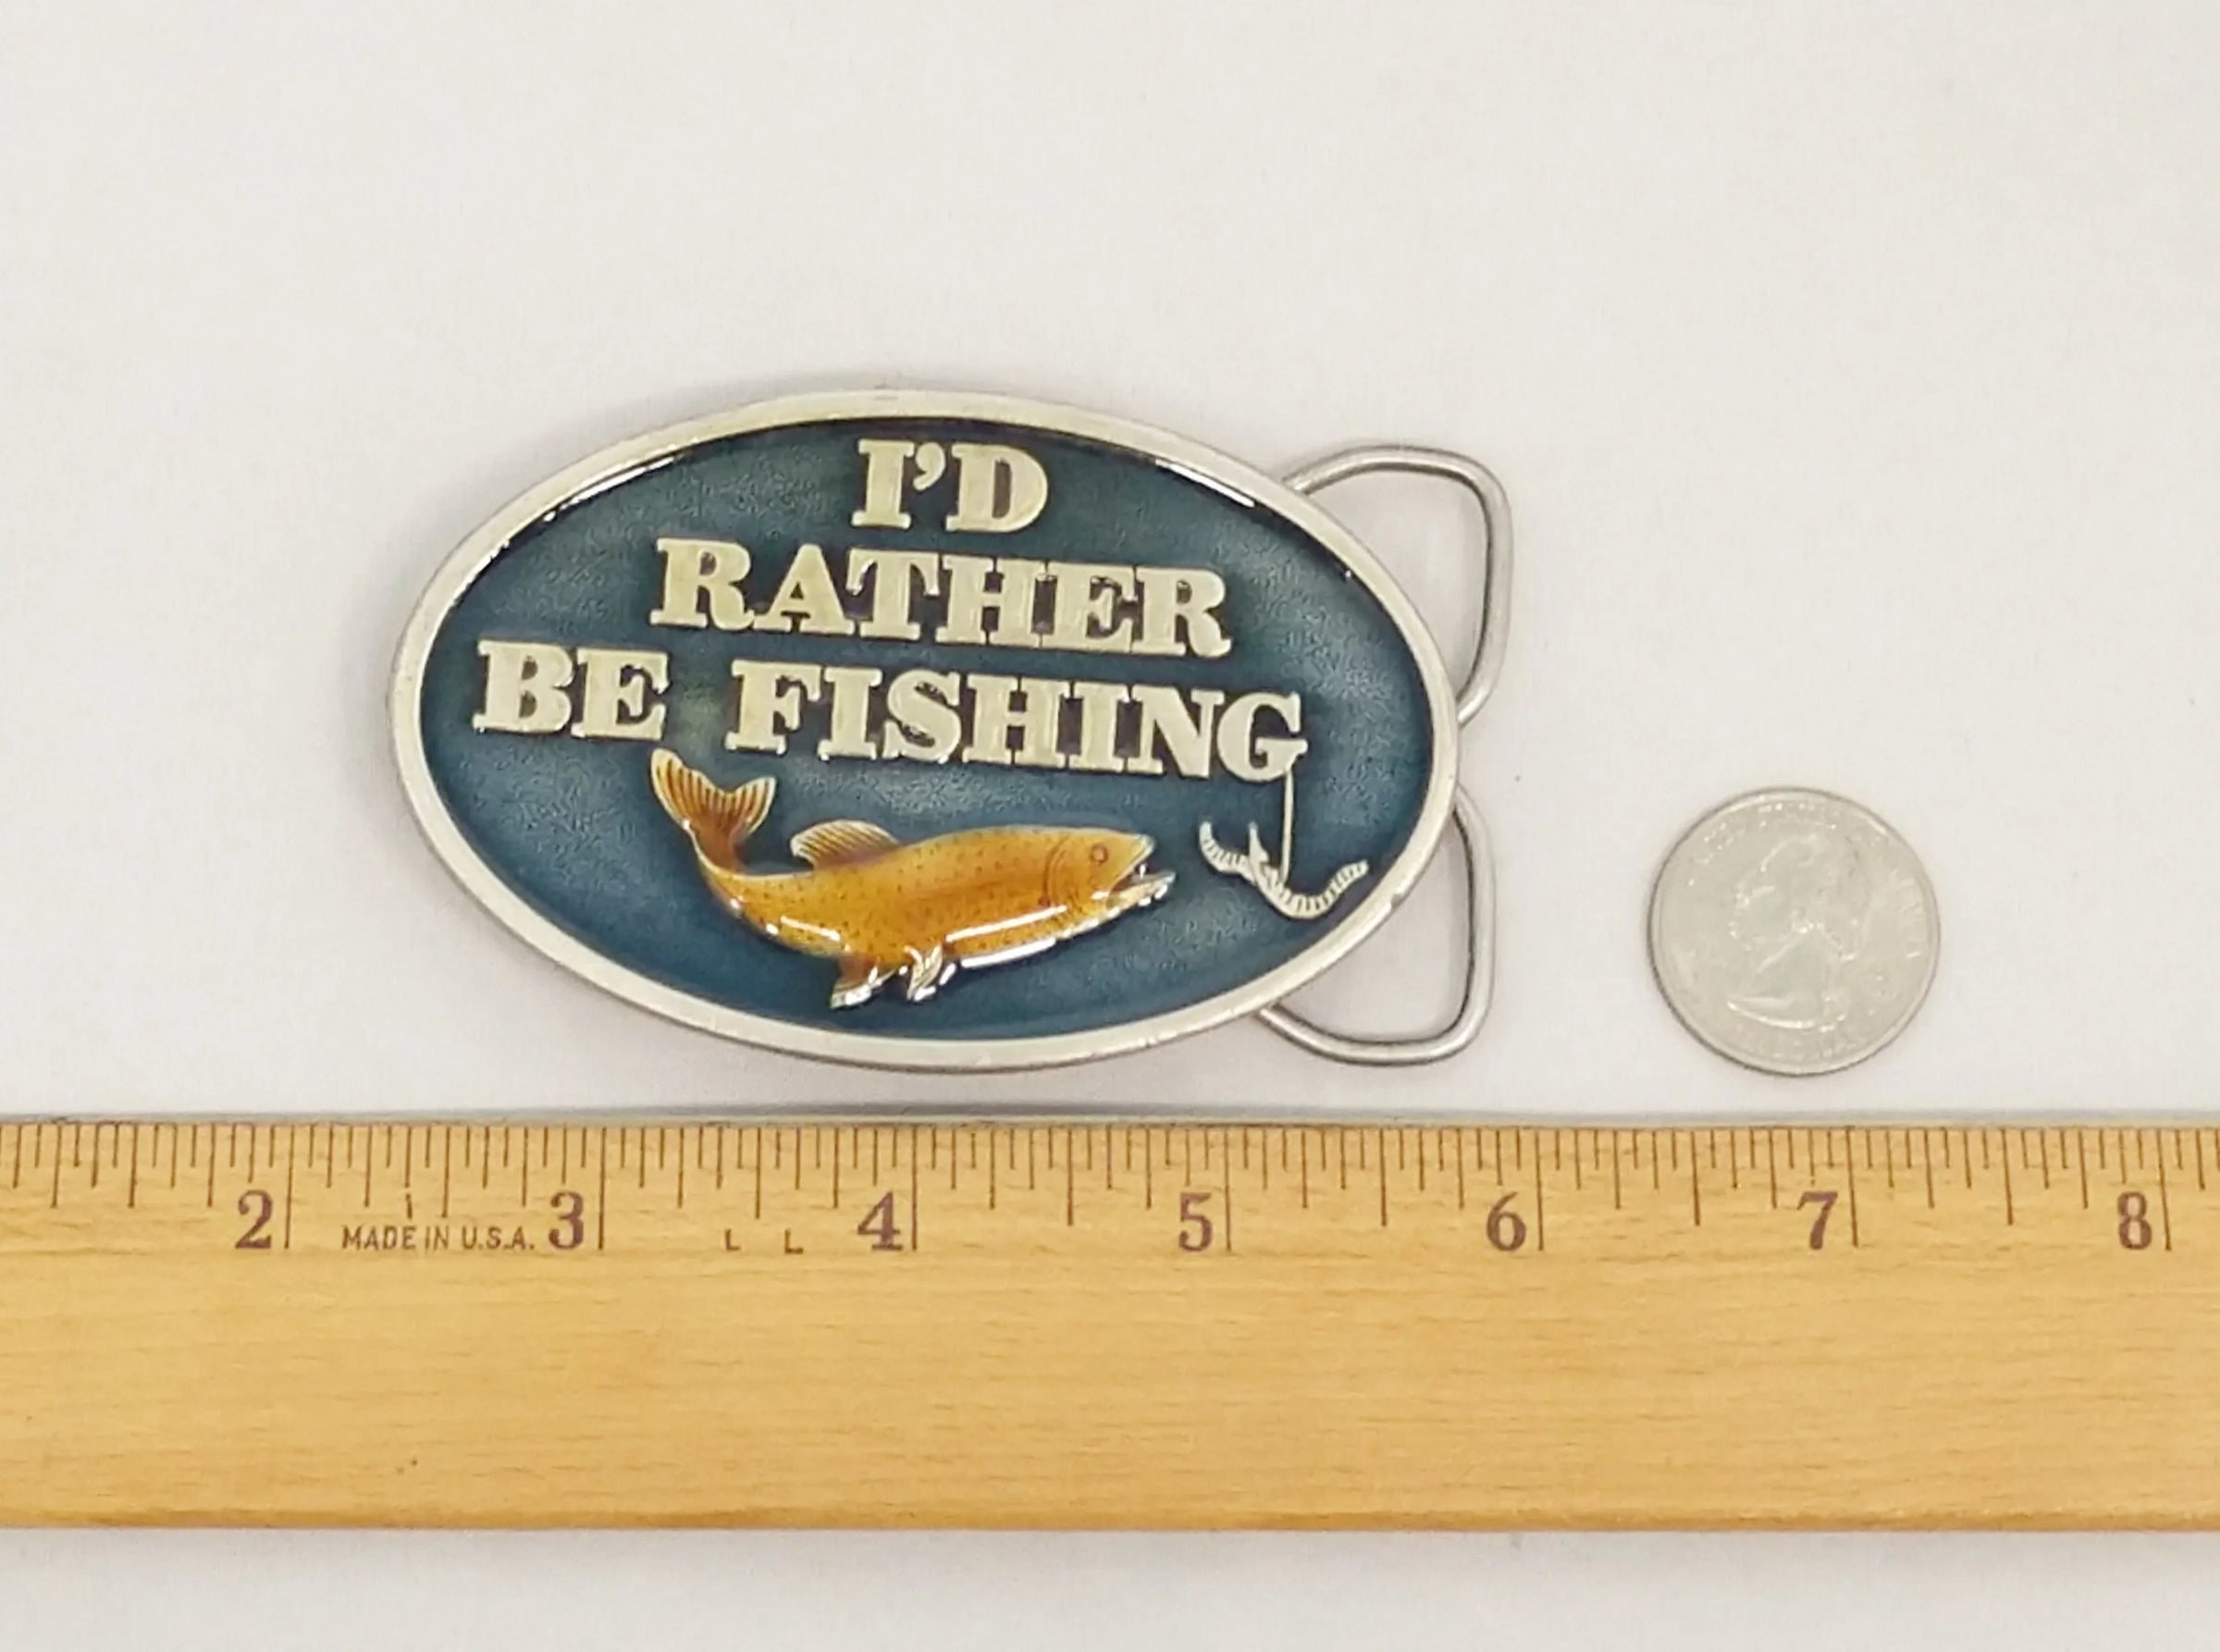 I'D
RATHER
BE FISHING
2 3 4 5 6 7 8
MADE IN U.S.A.
L L